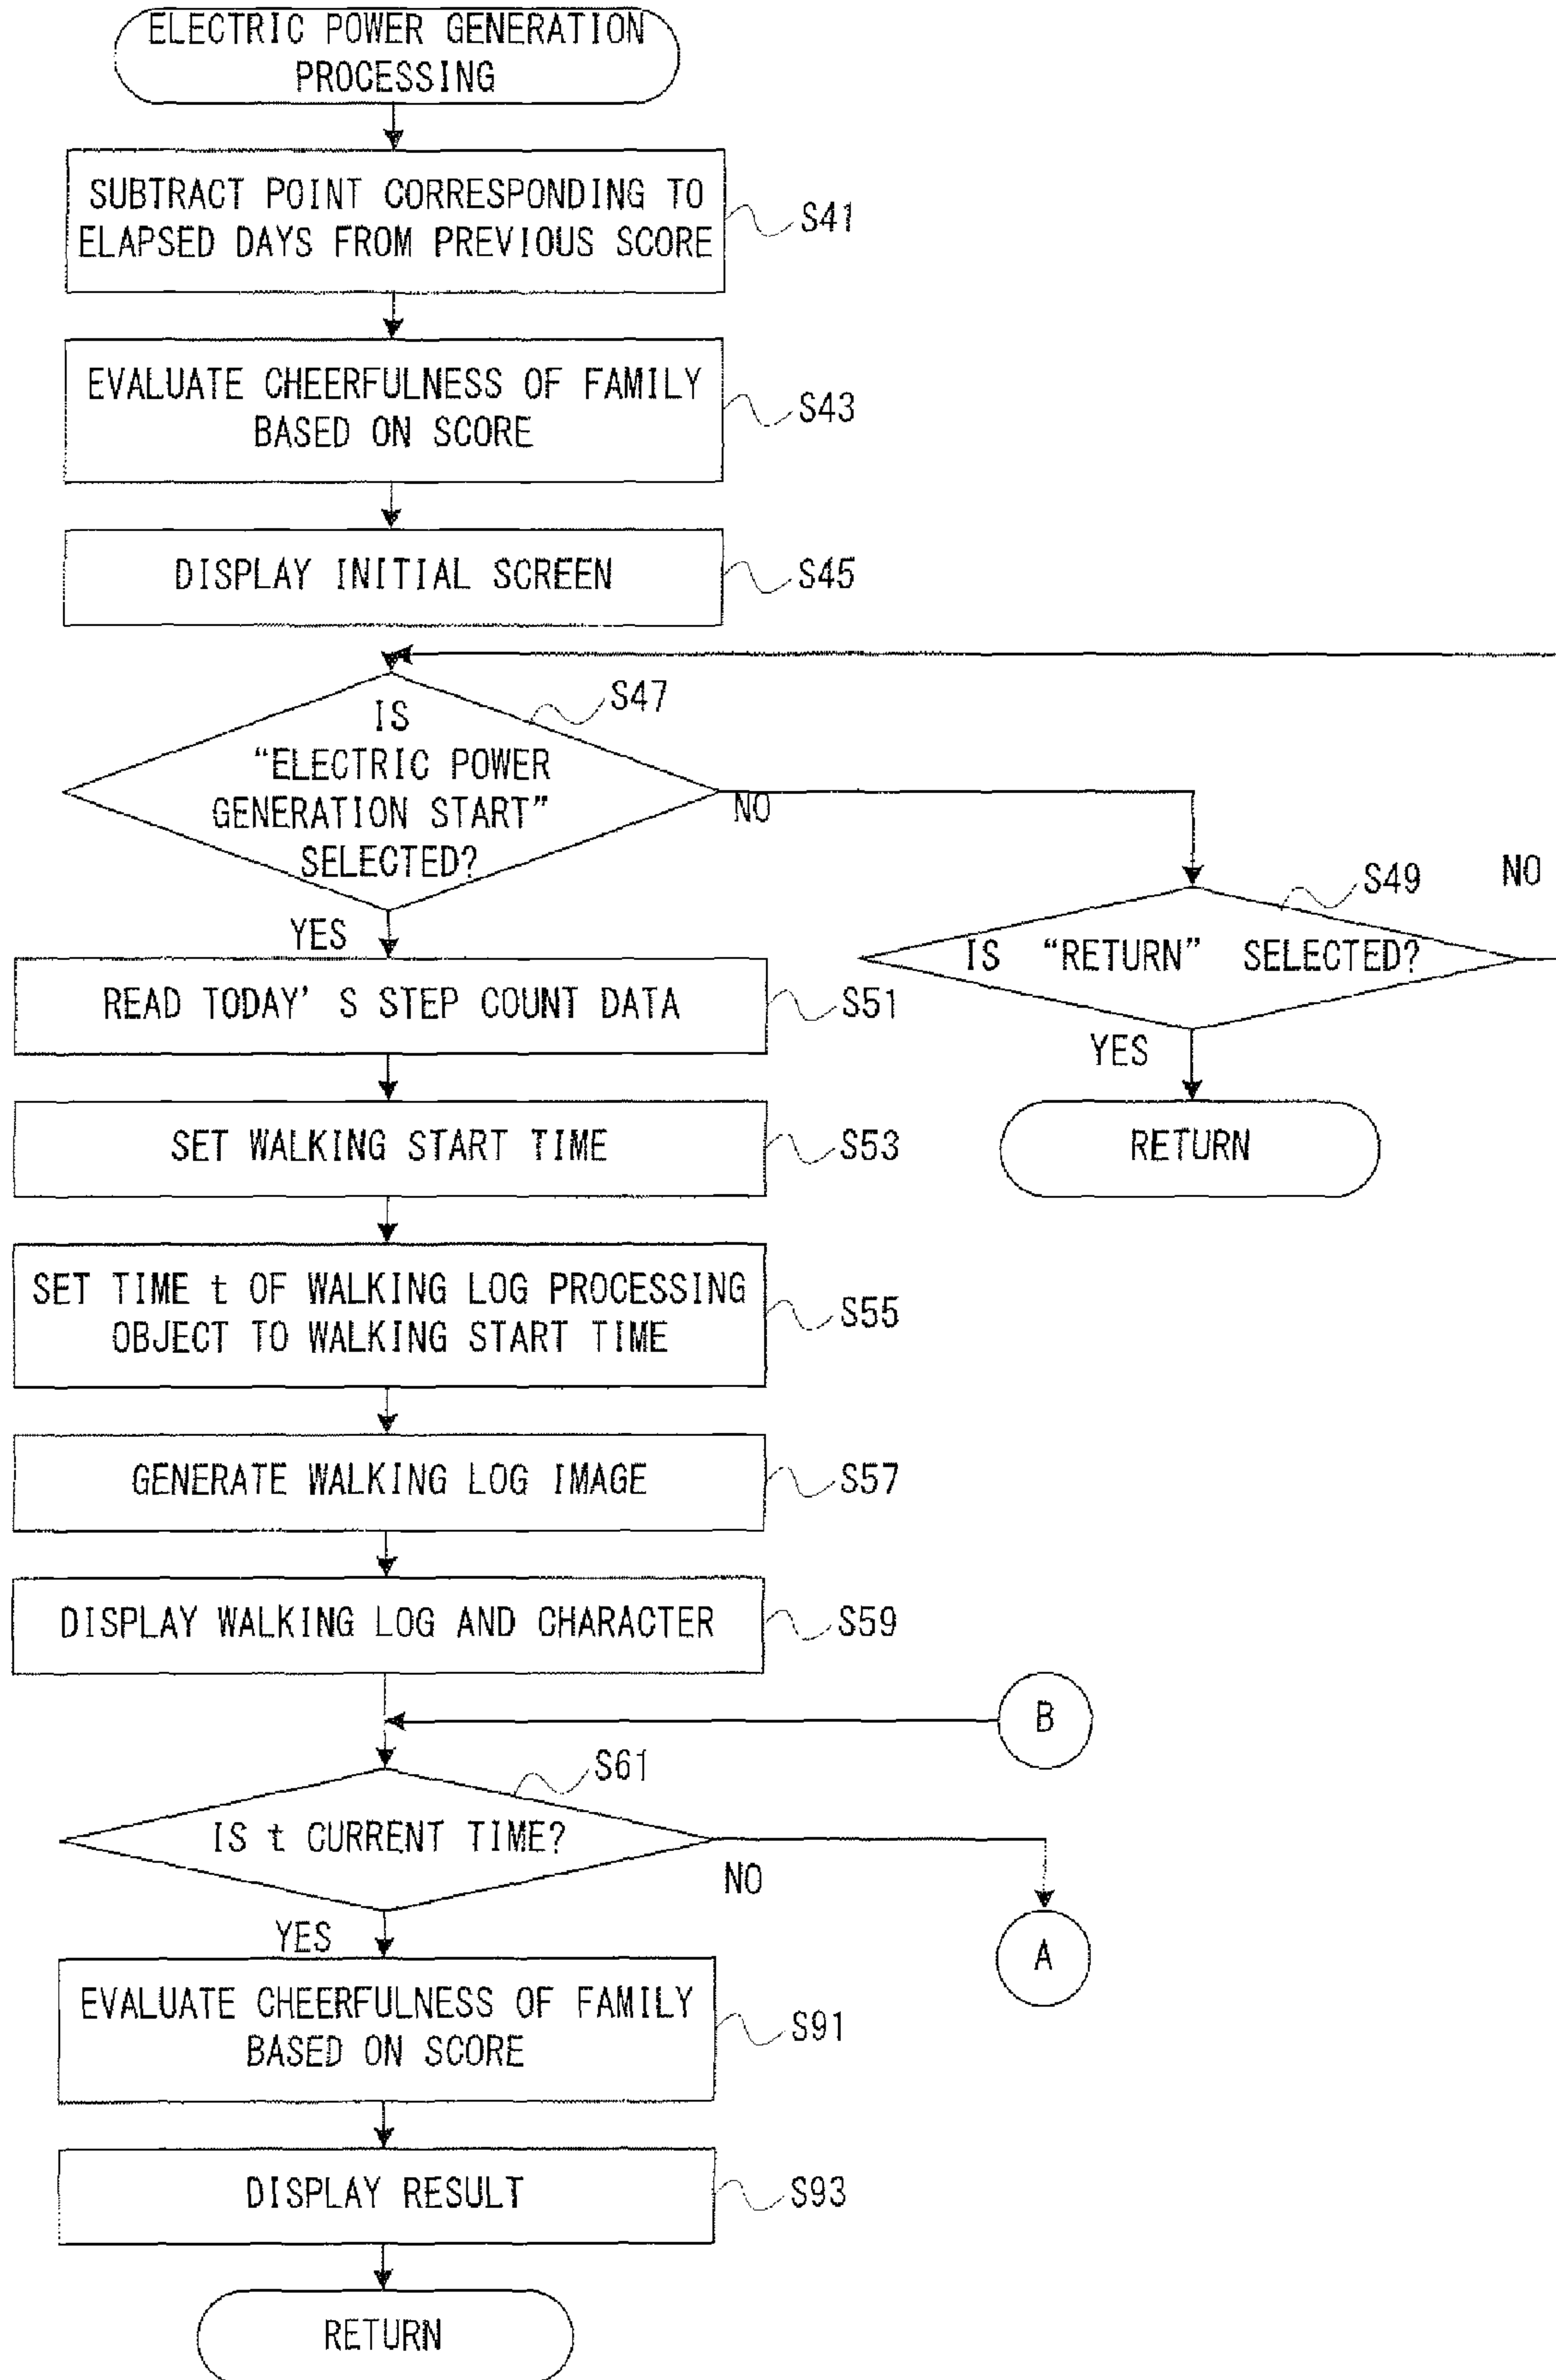 ELECTRIC POWER GENERATION
PROCESSING
SUBTRACT POINT CORRESPONDING TO
ELAPSED DAYS FROM PREVIOUS SCORE
S41
EVALUATE CHEERFULNESS OF FAMILY
BASED ON SCORE
S43
DISPLAY INITIAL SCREEN
S45
S47
IS
“ELECTRIC POWER
GENERATION START”
SELECTED?
NO
YES
S49
NO
IS “RETURN” SELECTED?
YES
RETURN
READ TODAY' S STEP COUNT DATA
S51
SET WALKING START TIME
S53
SET TIME t OF WALKING LOG PROCESSING
OBJECT TO WALKING START TIME
S55
GENERATE WALKING LOG IMAGE
S57
DISPLAY WALKING LOG AND CHARACTER
S59
B
S61
IS t CURRENT TIME?
NO
A
YES
EVALUATE CHEERFULNESS OF FAMILY
BASED ON SCORE
S91
DISPLAY RESULT
S93
RETURN